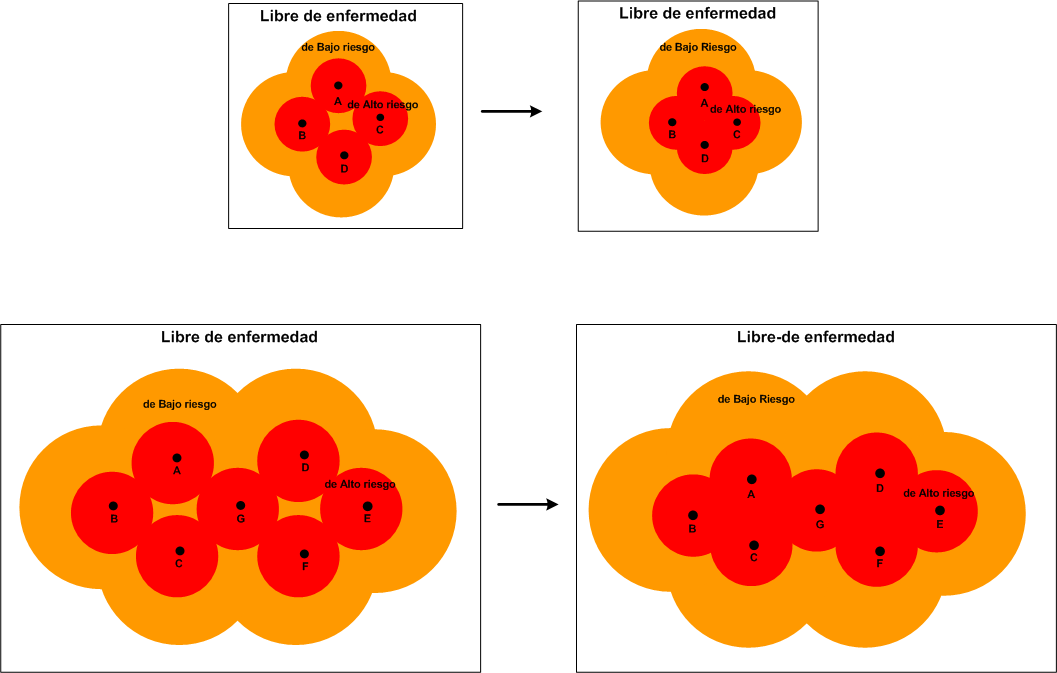 Libre de enfermedad
de Bajo riesgo
A
de Alto riesgo
B
C
D
Libre de enfermedad
de Bajo Riesgo
A
de Alto riesgo
B
C
D
Libre de enfermedad
de Bajo riesgo
A
D
de Alto riesgo
B
G
E
C
F
Libre-de enfermedad
de Bajo Riesgo
A
D
de Alto riesgo
B
G
E
C
F